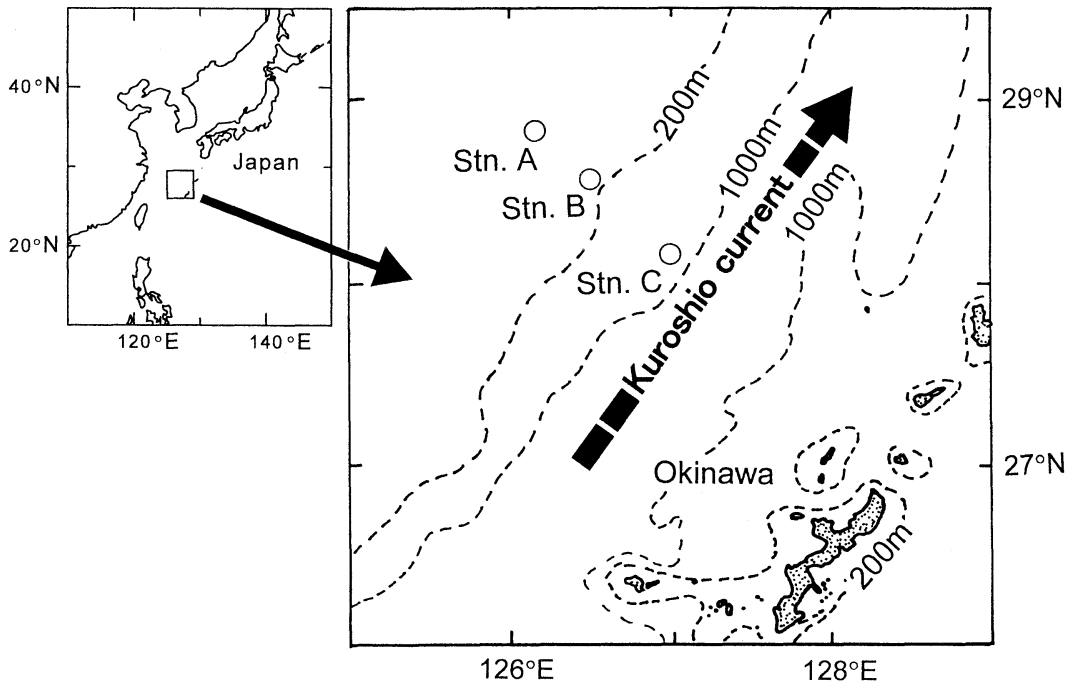 40°N
20°N
120°E
140°E
Japan
200m
29°N
Stn. A
1000m
Stn. B
1000m
Stn. C
Kuroshio current
Okinawa
27°N
200m
126°E
128°E